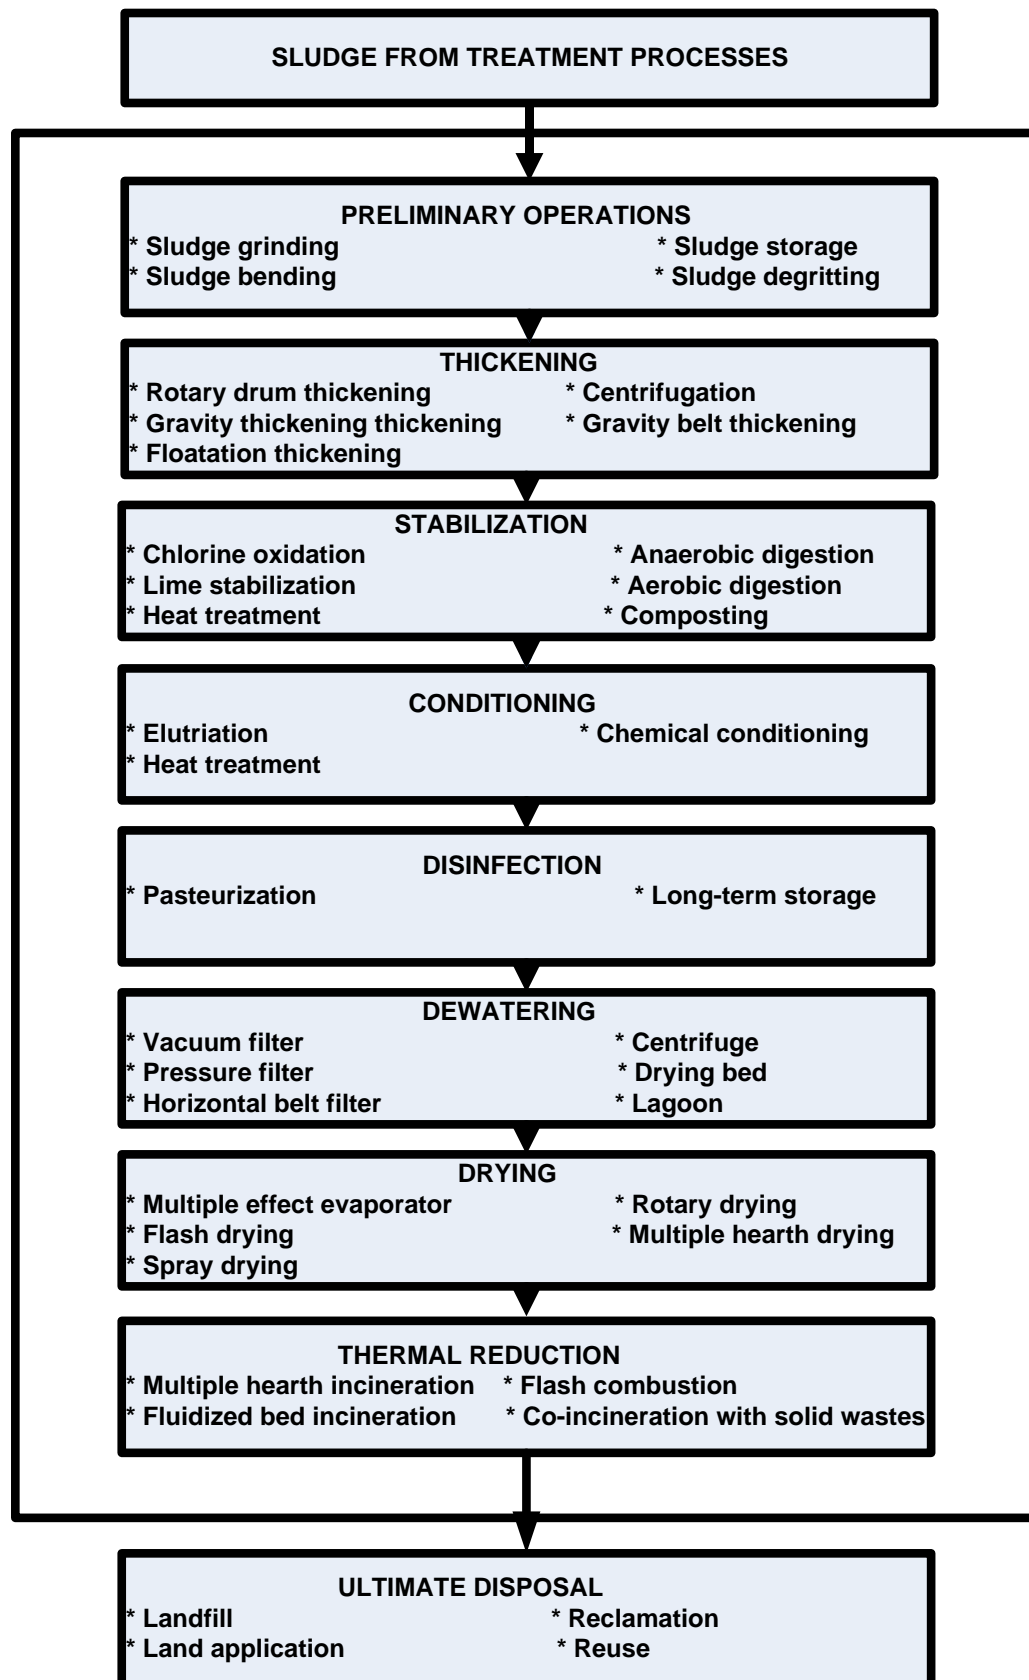 SLUDGE FROM TREATMENT PROCESSES
PRELIMINARY OPERATIONS
* Sludge grinding * Sludge storage
* Sludge bending * Sludge degritting
THICKENING
* Rotary drum thickening * Centrifugation
* Gravity thickening thickening * Gravity belt thickening
* Floatation thickening
STABILIZATION
* Chlorine oxidation * Anaerobic digestion
* Lime stabilization * Aerobic digestion
* Heat treatment * Composting
CONDITIONING
* Elutriation * Chemical conditioning
* Heat treatment
DISINFECTION
* Pasteurization * Long-term storage
DEWATERING
* Vacuum filter * Centrifuge
* Pressure filter * Drying bed
* Horizontal belt filter * Lagoon
DRYING
* Multiple effect evaporator * Rotary drying
* Flash drying * Multiple hearth drying
* Spray drying
THERMAL REDUCTION
* Multiple hearth incineration * Flash combustion
* Fluidized bed incineration * Co-incineration with solid wastes
ULTIMATE DISPOSAL
* Landfill * Reclamation
* Land application * Reuse